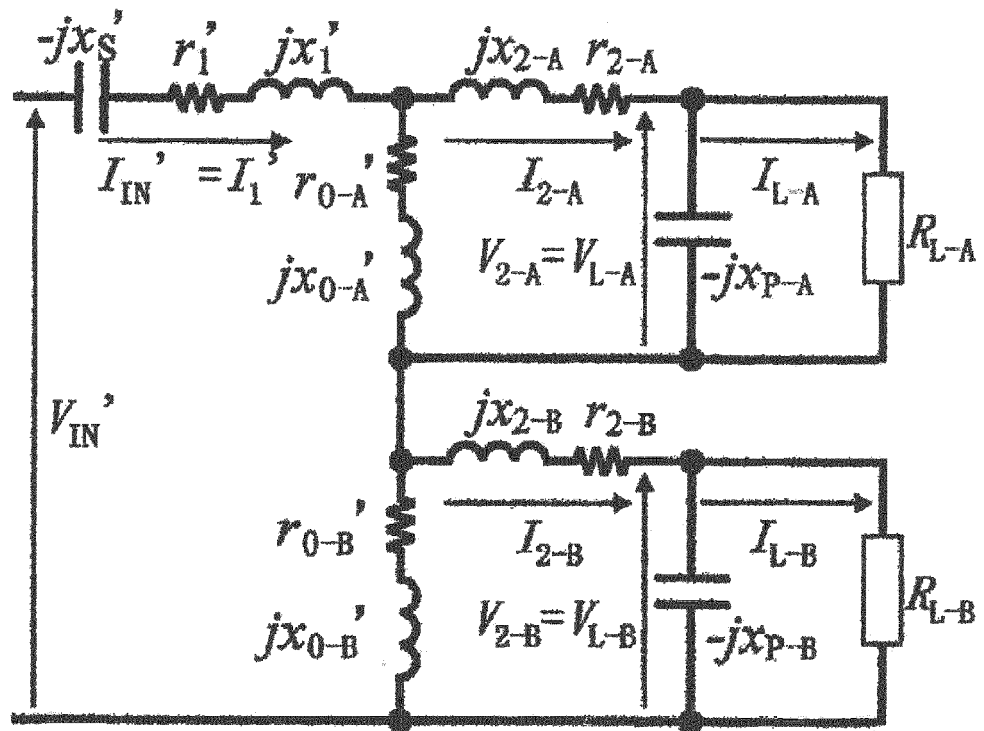 -jxS'
r1'
jx1'
jx2-A
r2-A
IIN' = I1'
r0-A'
I2-A
IL-A
jx0-A'
V2-A=VL-A
-jxP-A
RL-A
VIN'
jx2-B
r2-B
r0-B'
I2-B
IL-B
jx0-B'
V2-B=VL-B
-jxP-B
RL-B